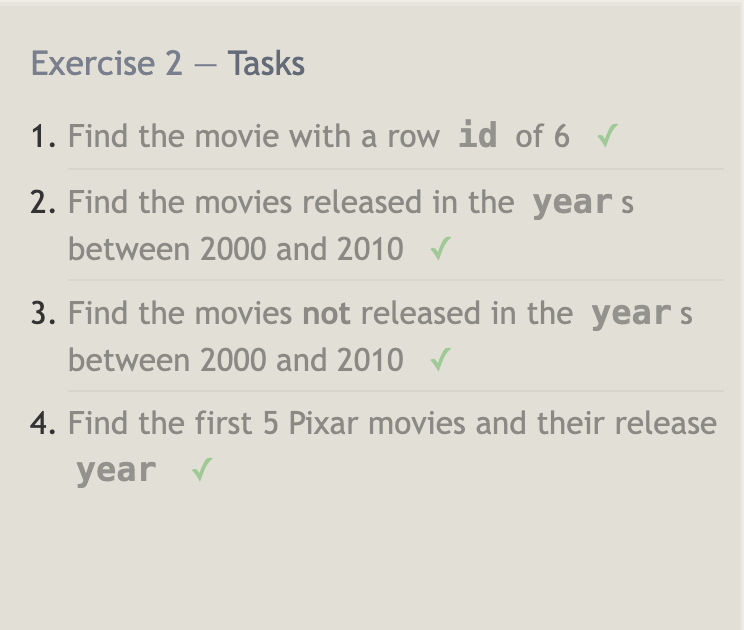 Exercise 2 — Tasks
1. Find the movie with a row id of 6 ✓
2. Find the movies released in the year s
between 2000 and 2010 ✓
3. Find the movies not released in the year s
between 2000 and 2010 ✓
4. Find the first 5 Pixar movies and their release
year ✓